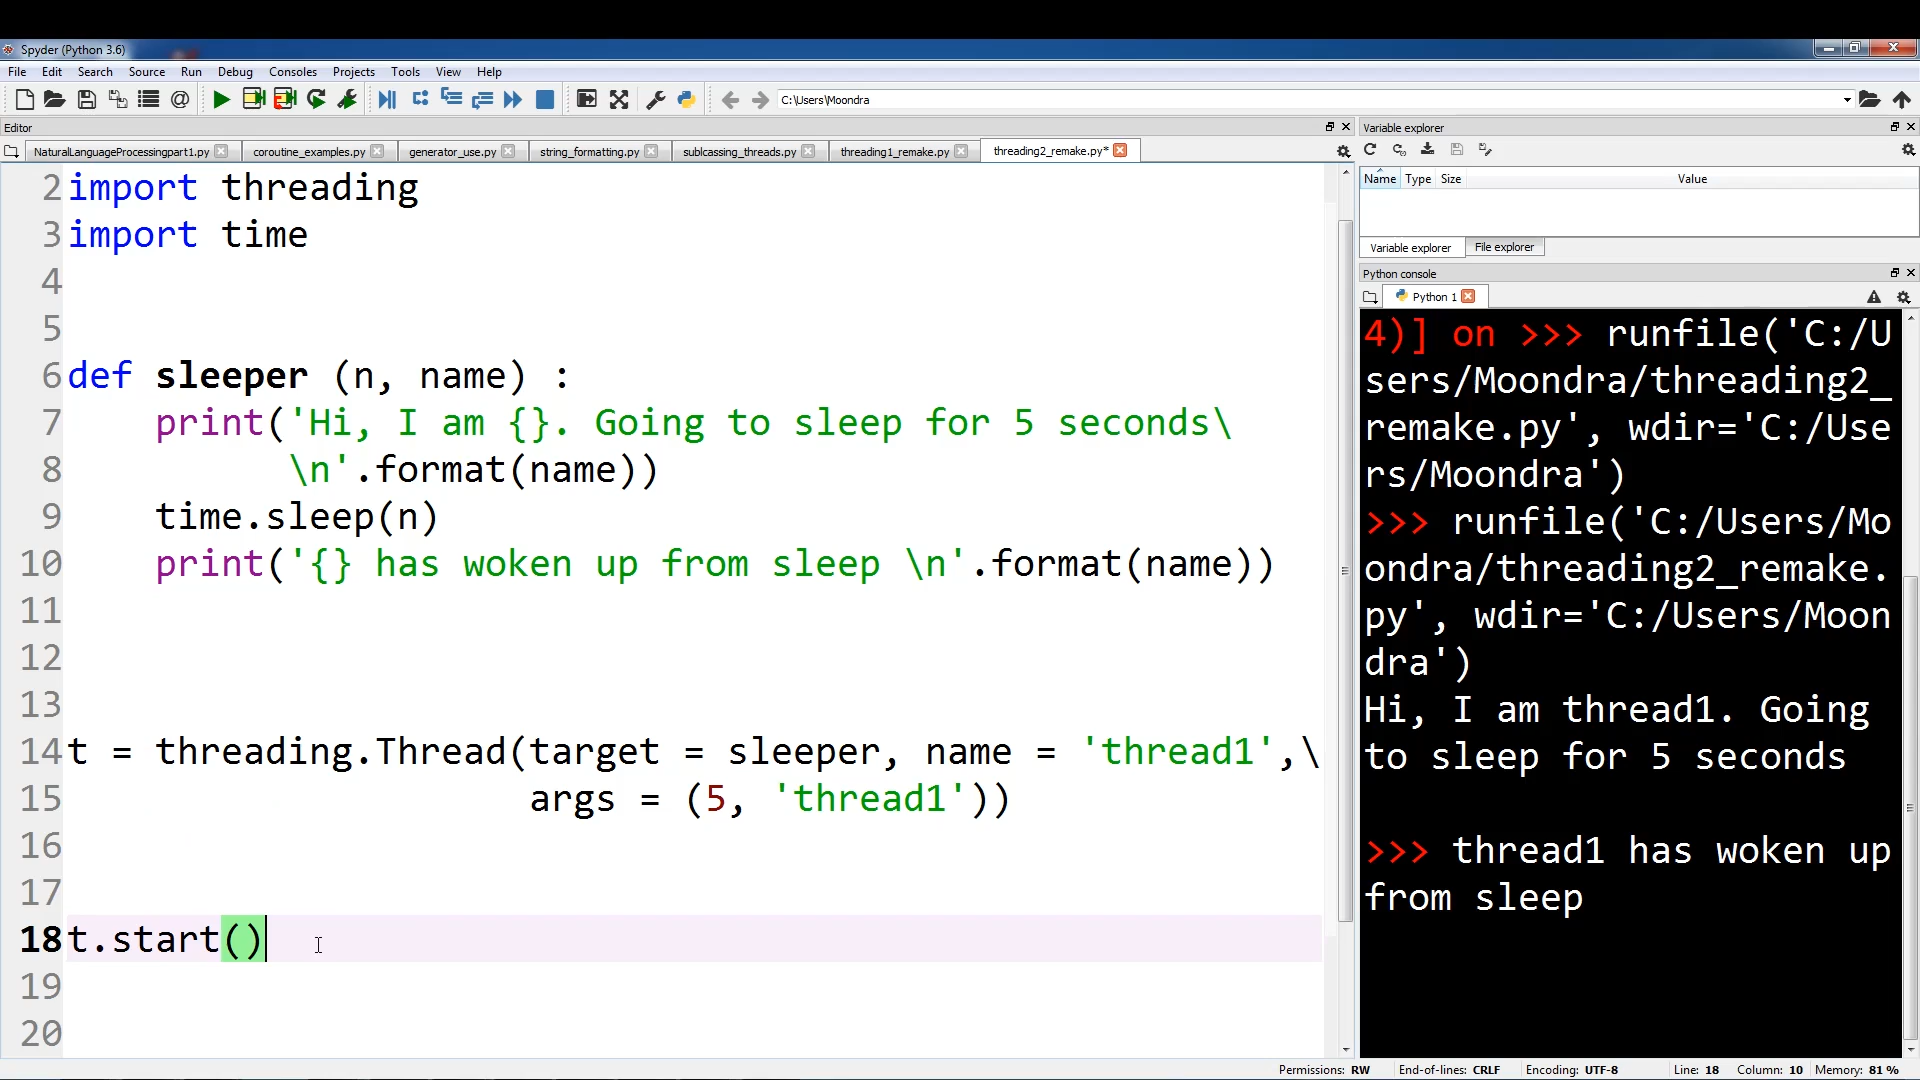 Spyder (Python 3.6)
File Edit Search Source Run Debug Consoles Projects Tools View Help
C:\Users\Moondra
Editor
NaturalLanguageProcessingpart1.py coroutine_examples.py generator_use.py string_formatting.py sublcassing_threads.py threading1_remake.py threading2_remake.py*
2 import threading
3 import time
4
5
6 def sleeper (n, name) :
7 print('Hi, I am {}. Going to sleep for 5 seconds\
8 \n'.format(name))
9 time.sleep(n)
10 print('{} has woken up from sleep \n'.format(name))
11
12
13
14 t = threading.Thread(target = sleeper, name = 'thread1',\
15 args = (5, 'thread1'))
16
17
18 t.start()
19
20
Variable explorer
Name Type Size Value
Variable explorer File explorer
Python console
Python 1
4)] on >>> runfile('C:/U
sers/Moondra/threading2_
remake.py', wdir='C:/Use
rs/Moondra')
>>> runfile('C:/Users/Mo
ondra/threading2_remake.
py', wdir='C:/Users/Moon
dra')
Hi, I am thread1. Going
to sleep for 5 seconds
>>> thread1 has woken up
from sleep
Permissions: RW End-of-lines: CRLF Encoding: UTF-8 Line: 18 Column: 10 Memory: 81 %